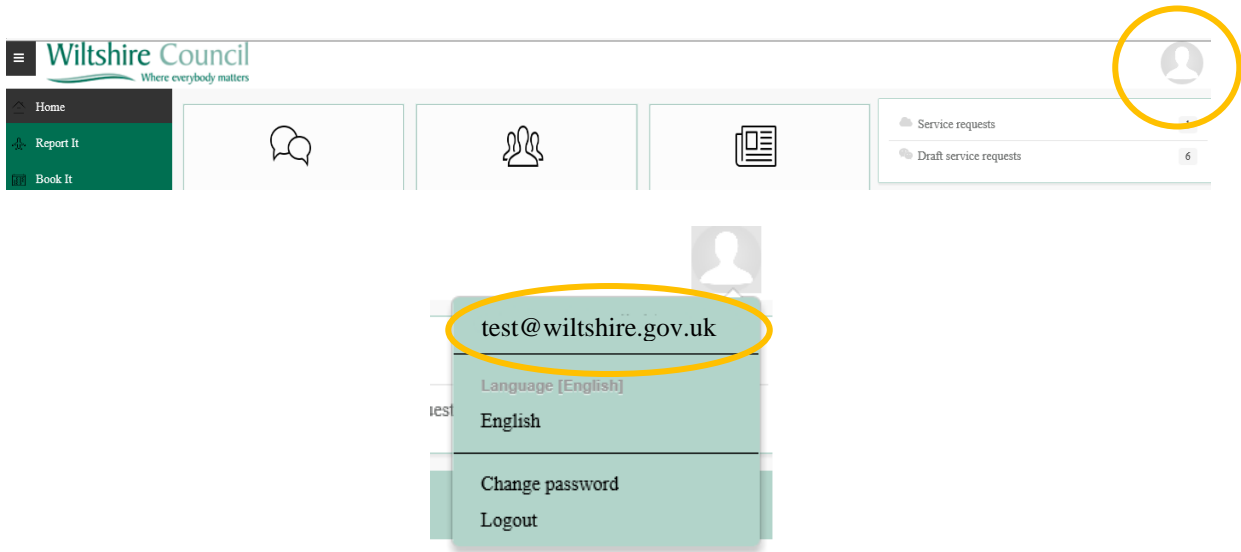 Wiltshire Council
Where everybody matters
Home
Report It
Book It
Service requests
Draft service requests 6
test@wiltshire.gov.uk
Language [English]
English
Change password
Logout